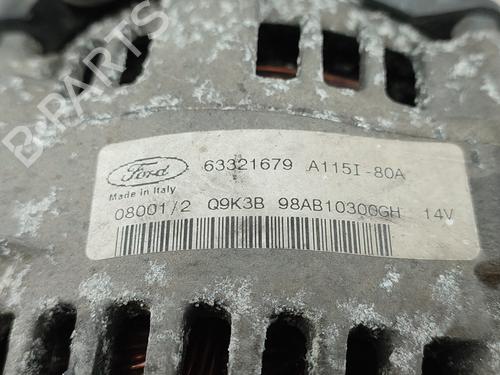 B-PARTS
Ford 63321679 A115I-80A
Made in Italy
08001/2 Q9K3B 98AB10300GH 14V